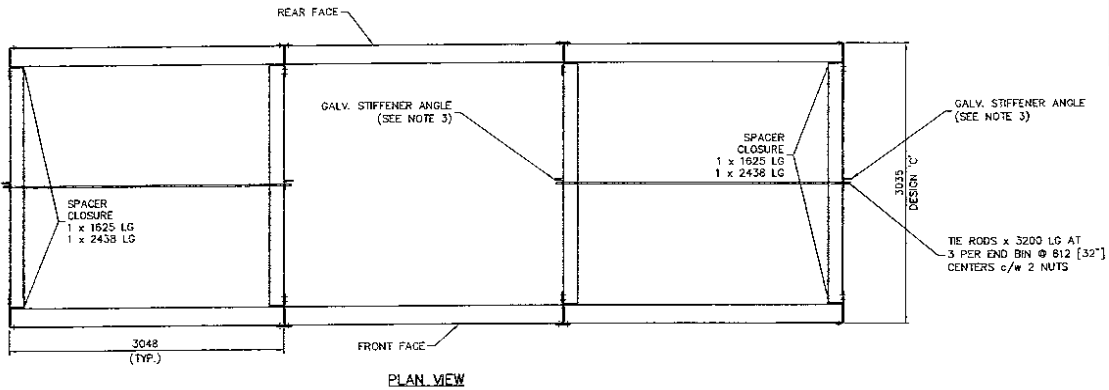 REAR FACE
GALV. STIFFENER ANGLE
(SEE NOTE 3)
GALV. STIFFENER ANGLE
(SEE NOTE 3)
SPACER
CLOSURE
1 x 1625 LG
1 x 2438 LG
SPACER
CLOSURE
1 x 1625 LG
1 x 2438 LG
3035
DESIGN "C"
TIE RODS x 3200 LG AT
3 PER END BIN @ 812 [32"]
CENTERS c/w 2 NUTS
3048
(TYP.)
FRONT FACE
PLAN VIEW